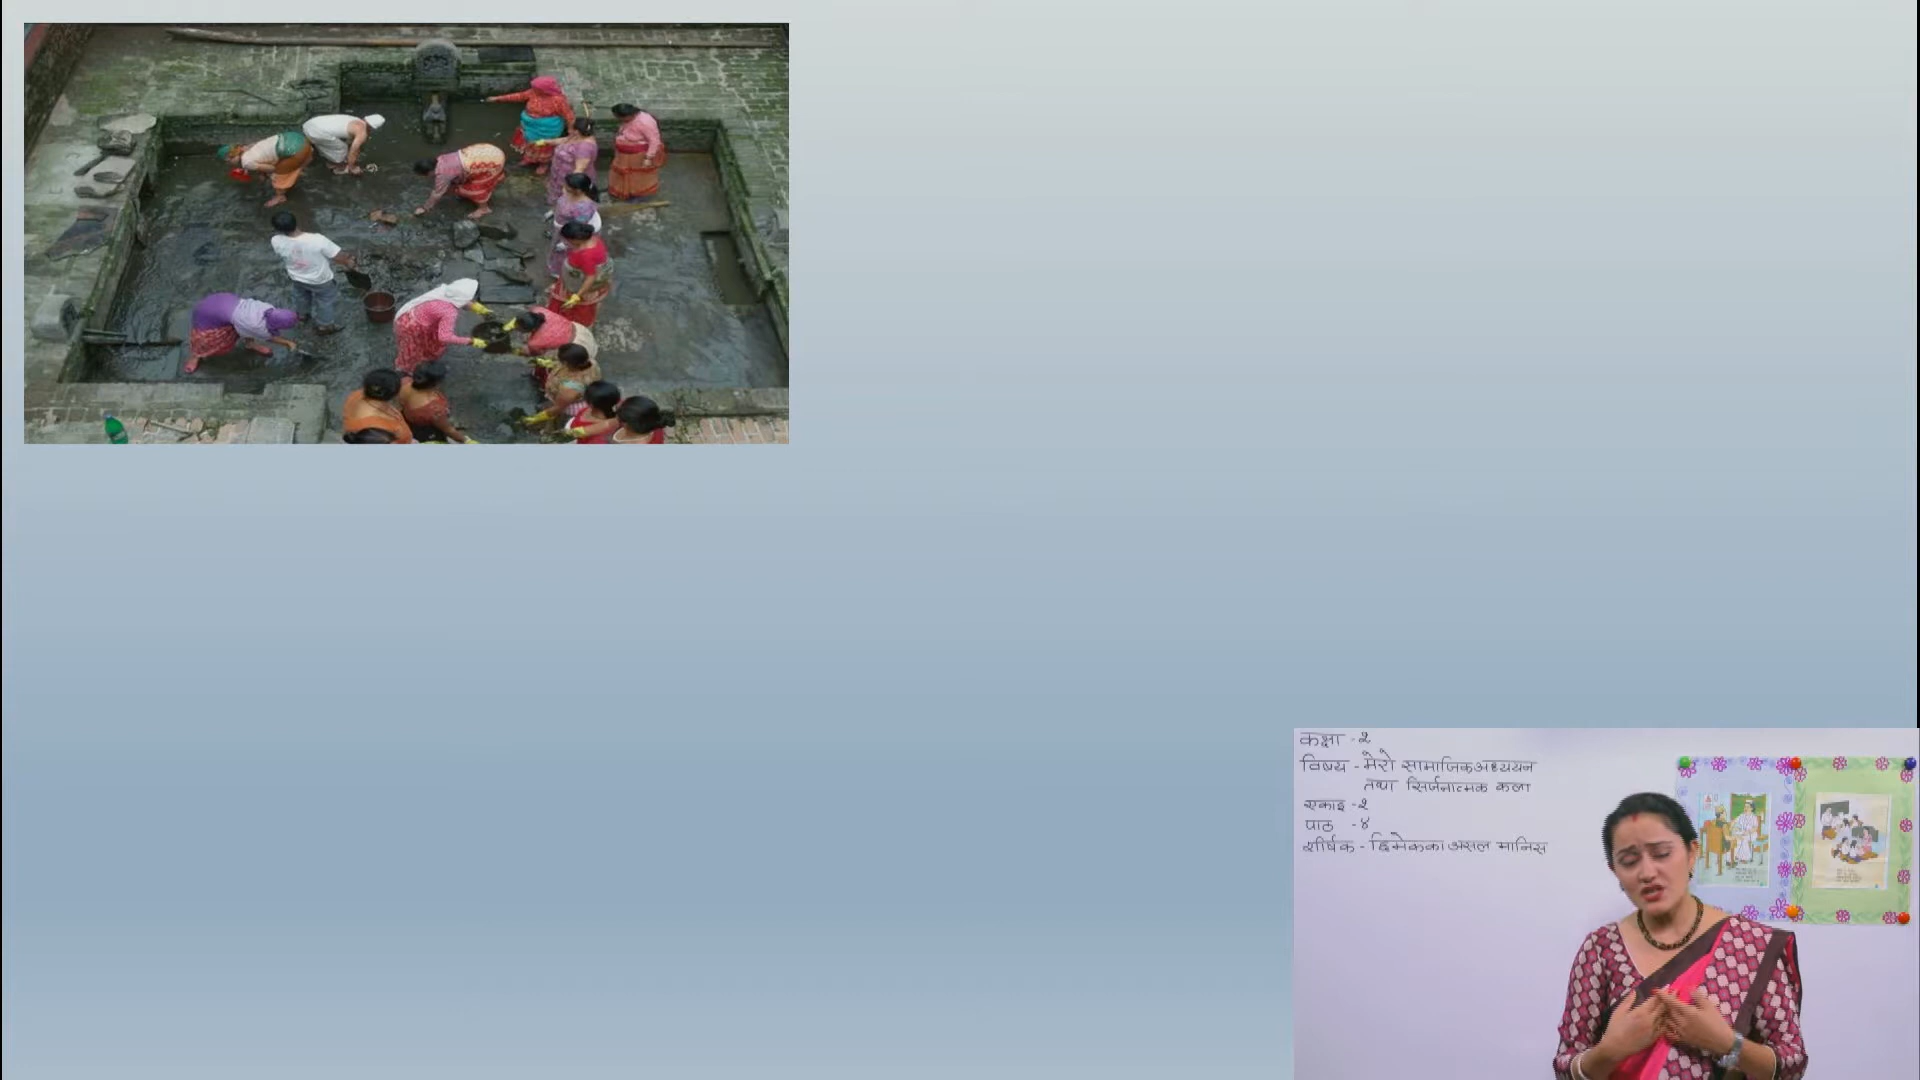 कक्षा - २
विषय - मेरो सामाजिक अध्ययन
तथा सिर्जनात्मक कला
एकाइ - २
पाठ - ४
शीर्षक - छिमेकका असल मानिस